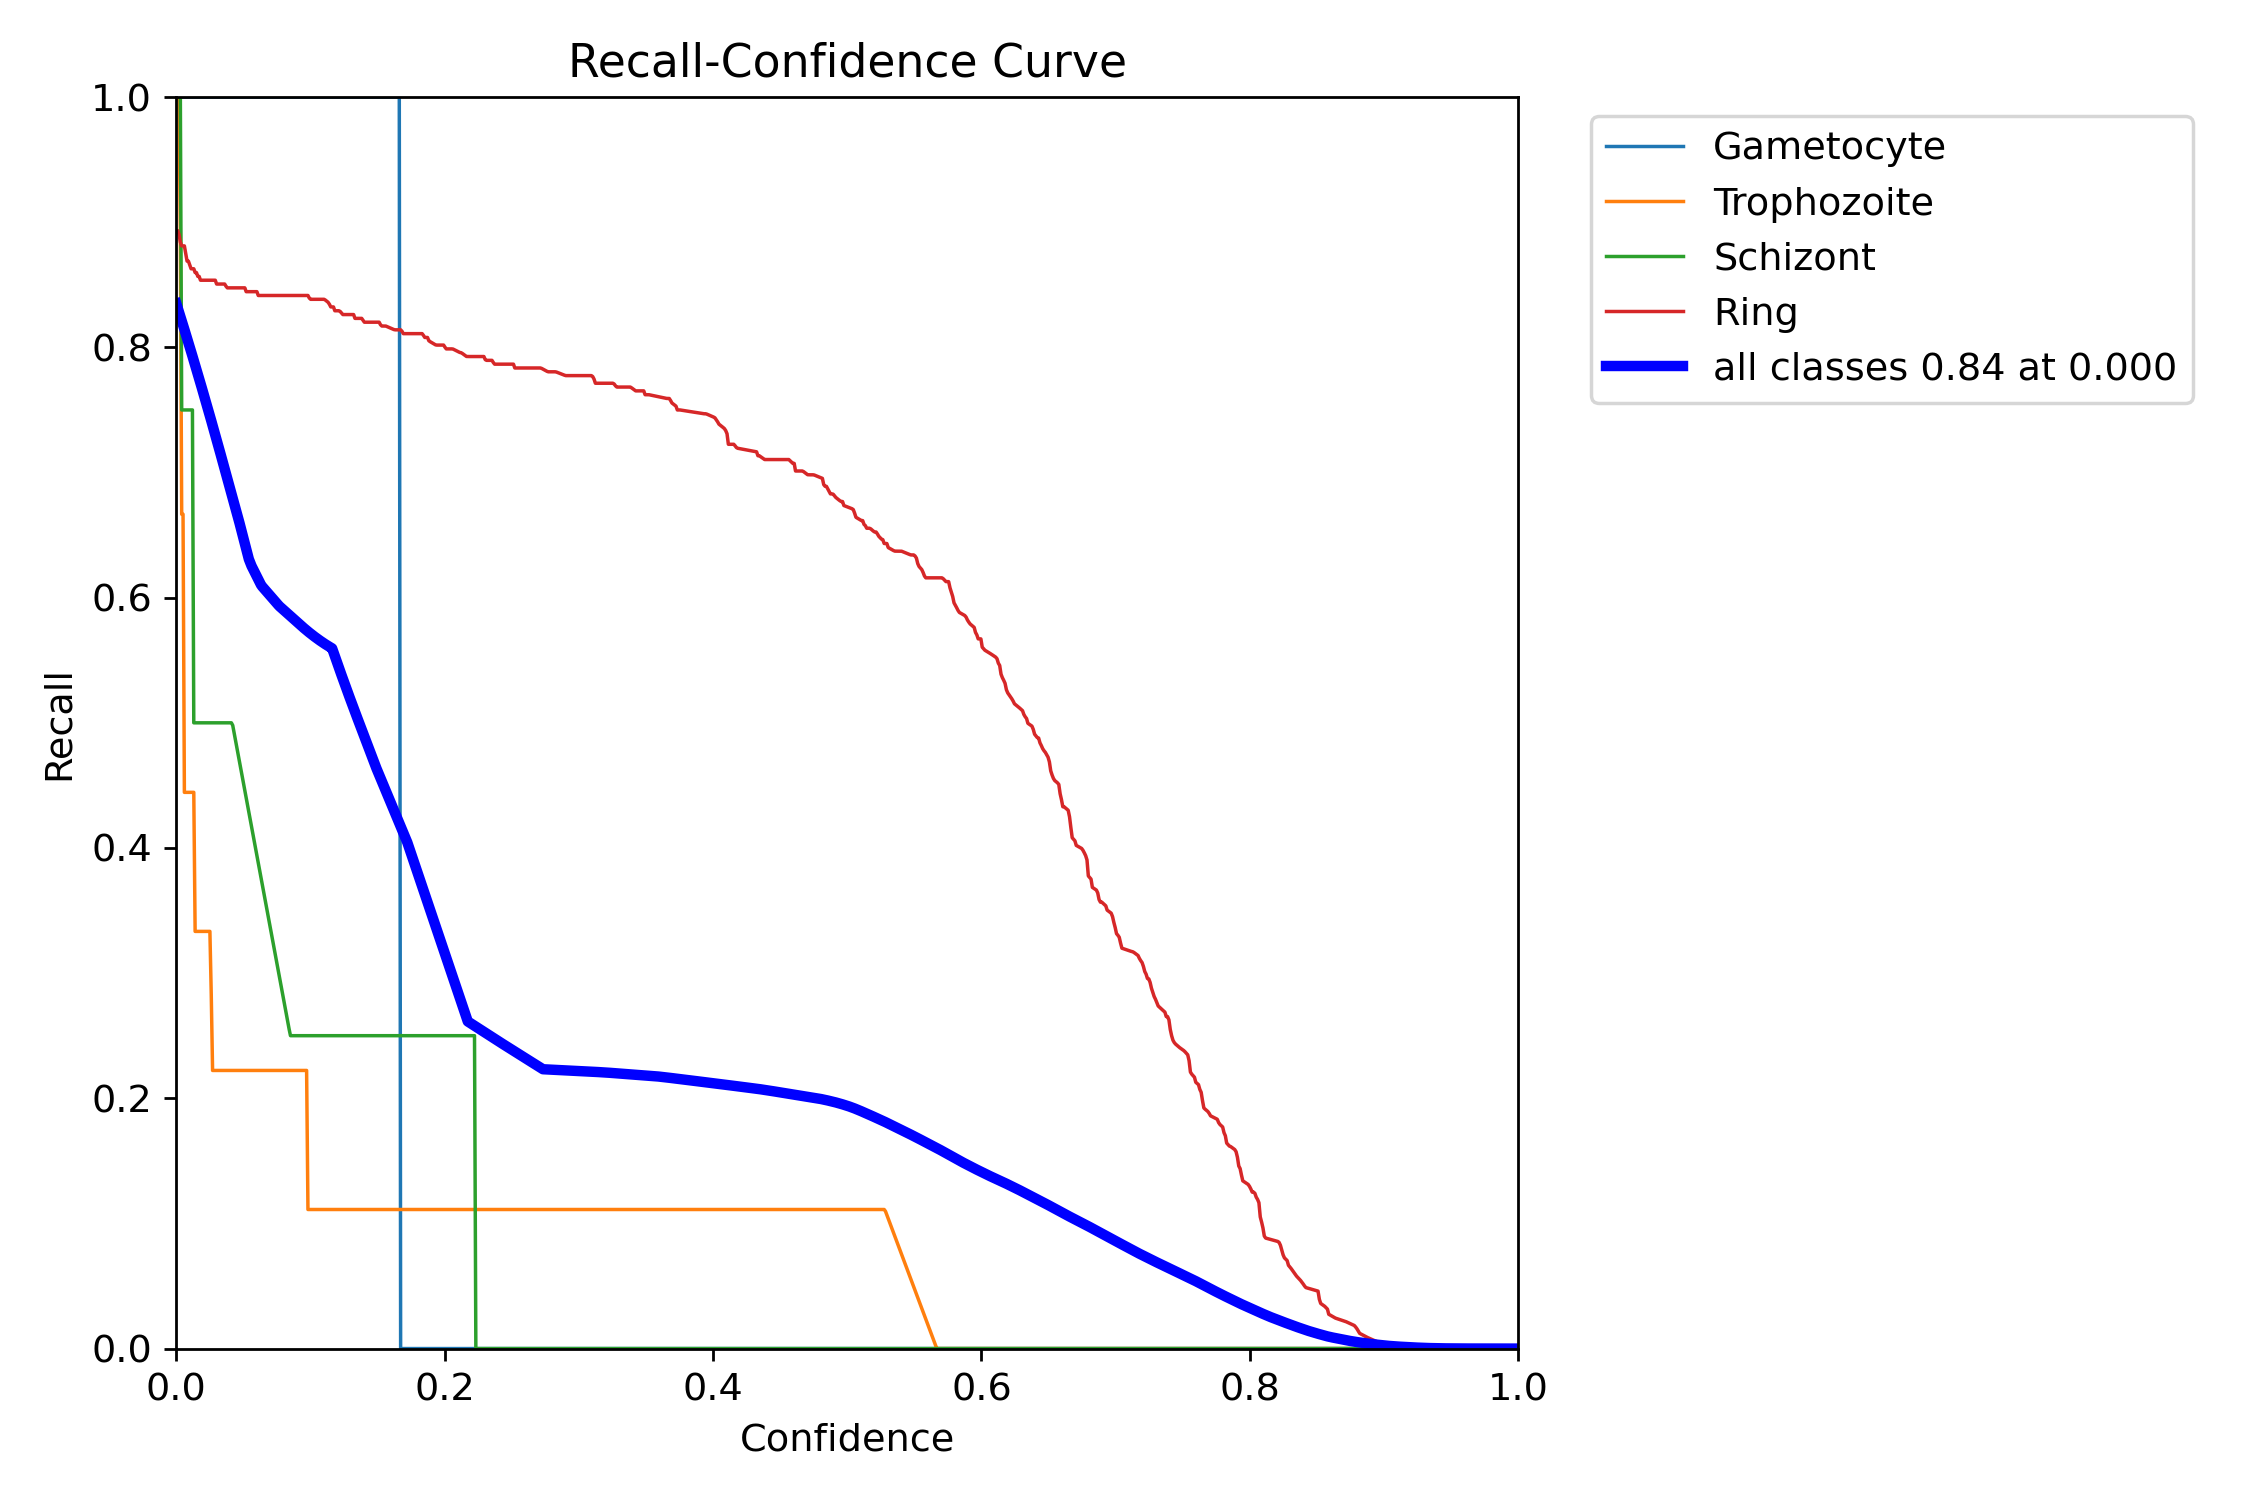 Recall-Confidence Curve
1.0
0.8
0.6
0.4
0.2
0.0
Recall
0.0 0.2 0.4 0.6 0.8 1.0
Confidence
Gametocyte
Trophozoite
Schizont
Ring
all classes 0.84 at 0.000